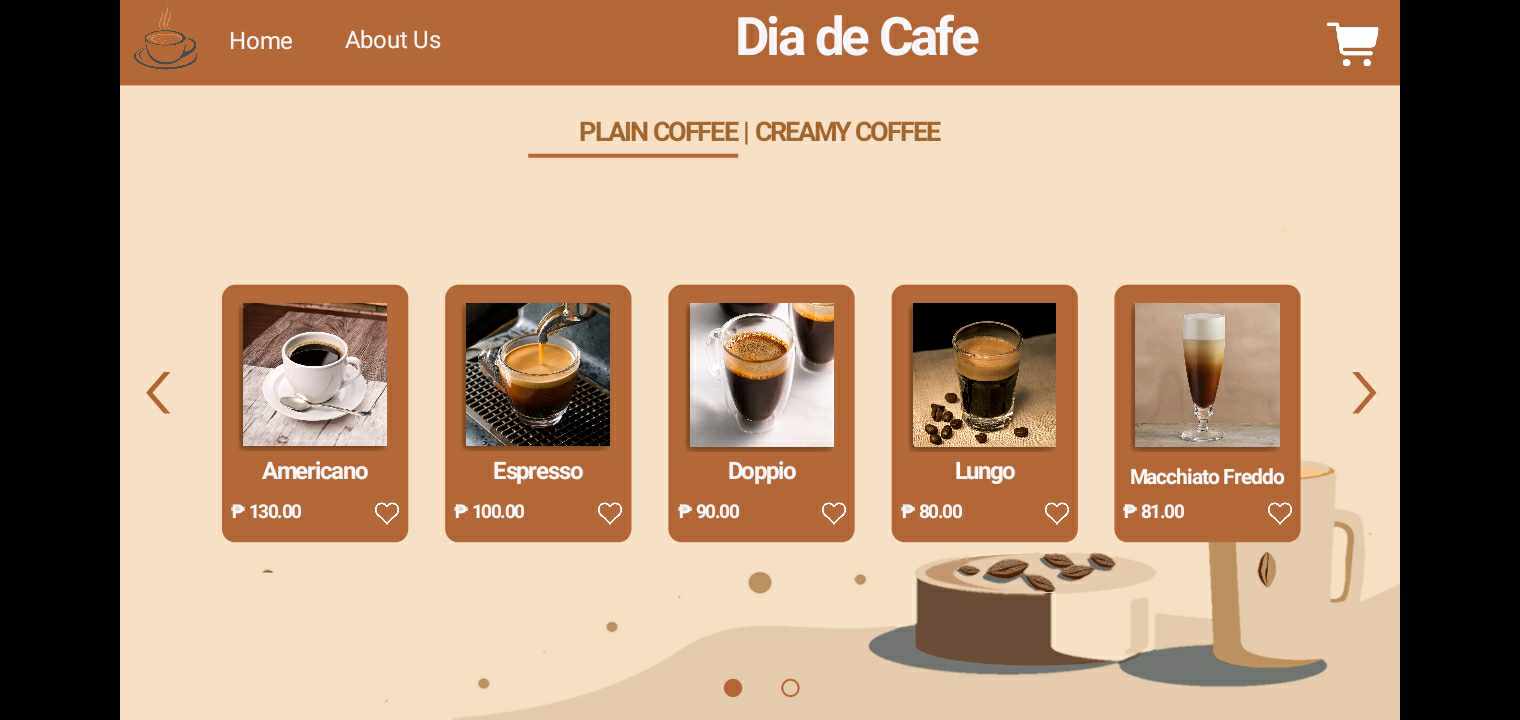 Home
About Us
Dia de Cafe
PLAIN COFFEE | CREAMY COFFEE
Americano
₱ 130.00
Espresso
₱ 100.00
Doppio
₱ 90.00
Lungo
₱ 80.00
Macchiato Freddo
₱ 81.00